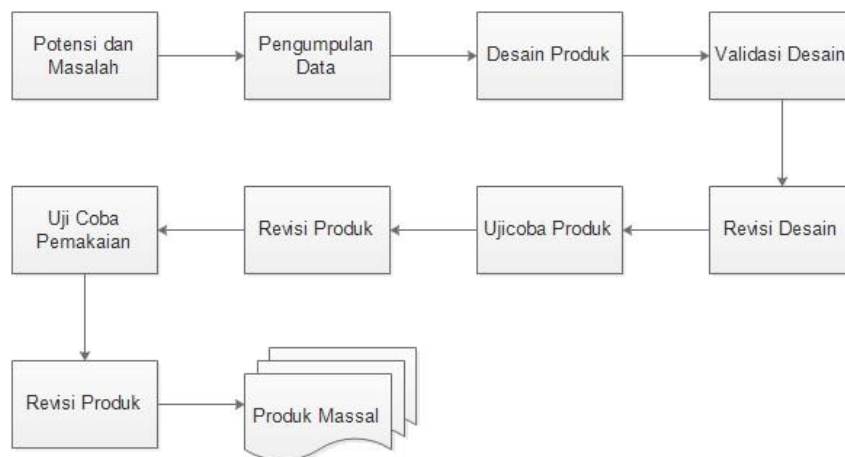 Potensi dan
Masalah
Pengumpulan
Data
Desain Produk
Validasi Desain
Revisi Desain
Ujicoba Produk
Revisi Produk
Uji Coba
Pemakaian
Revisi Produk
Produk Massal